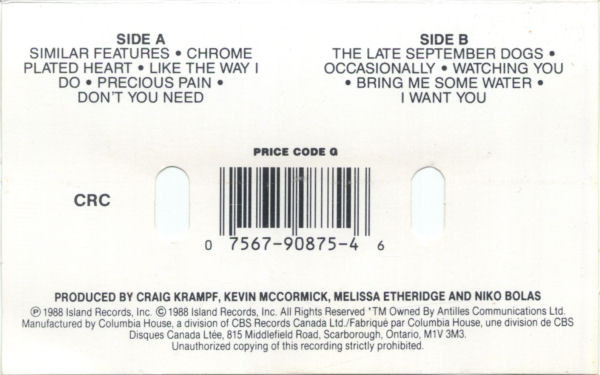 SIDE A
SIMILAR FEATURES • CHROME
PLATED HEART • LIKE THE WAY I
DO • PRECIOUS PAIN •
DON'T YOU NEED
SIDE B
THE LATE SEPTEMBER DOGS •
OCCASIONALLY • WATCHING YOU
• BRING ME SOME WATER •
I WANT YOU
PRICE CODE G
CRC
0 7567-90875-4 6
PRODUCED BY CRAIG KRAMPF, KEVIN MCCORMICK, MELISSA ETHERIDGE AND NIKO BOLAS
℗ 1988 Island Records, Inc. © 1988 Island Records, Inc. All Rights Reserved *TM Owned By Antilles Communications Ltd.
Manufactured by Columbia House, a division of CBS Records Canada Ltd./Fabriqué par Columbia House, une division de CBS
Disques Canada Ltée, 815 Middlefield Road, Scarborough, Ontario, M1V 3M3.
Unauthorized copying of this recording strictly prohibited.